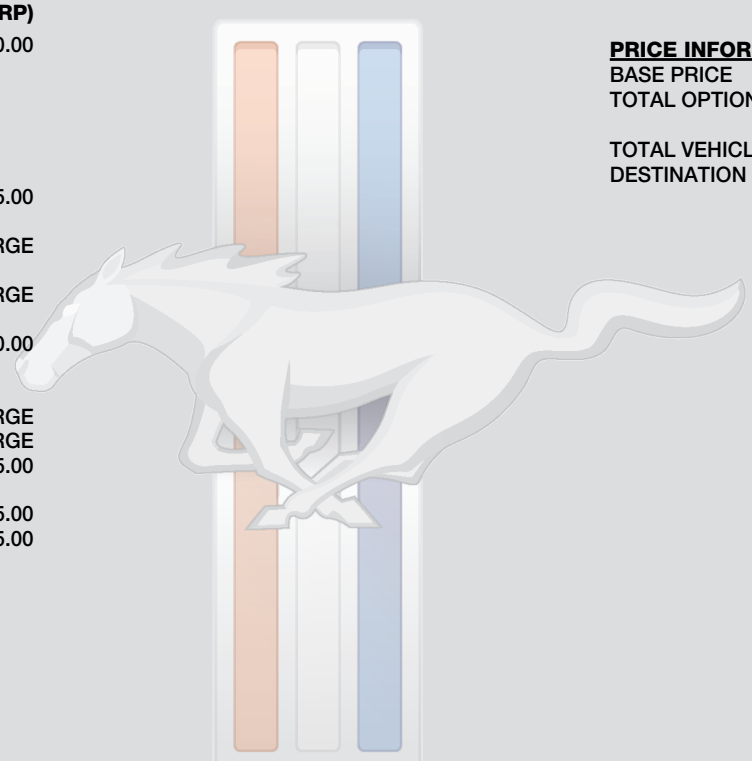 RP)
0.00
5.00
RGE
RGE
0.00
RGE
RGE
5.00
5.00
5.00
PRICE INFOR
BASE PRICE
TOTAL OPTION
TOTAL VEHICL
DESTINATION